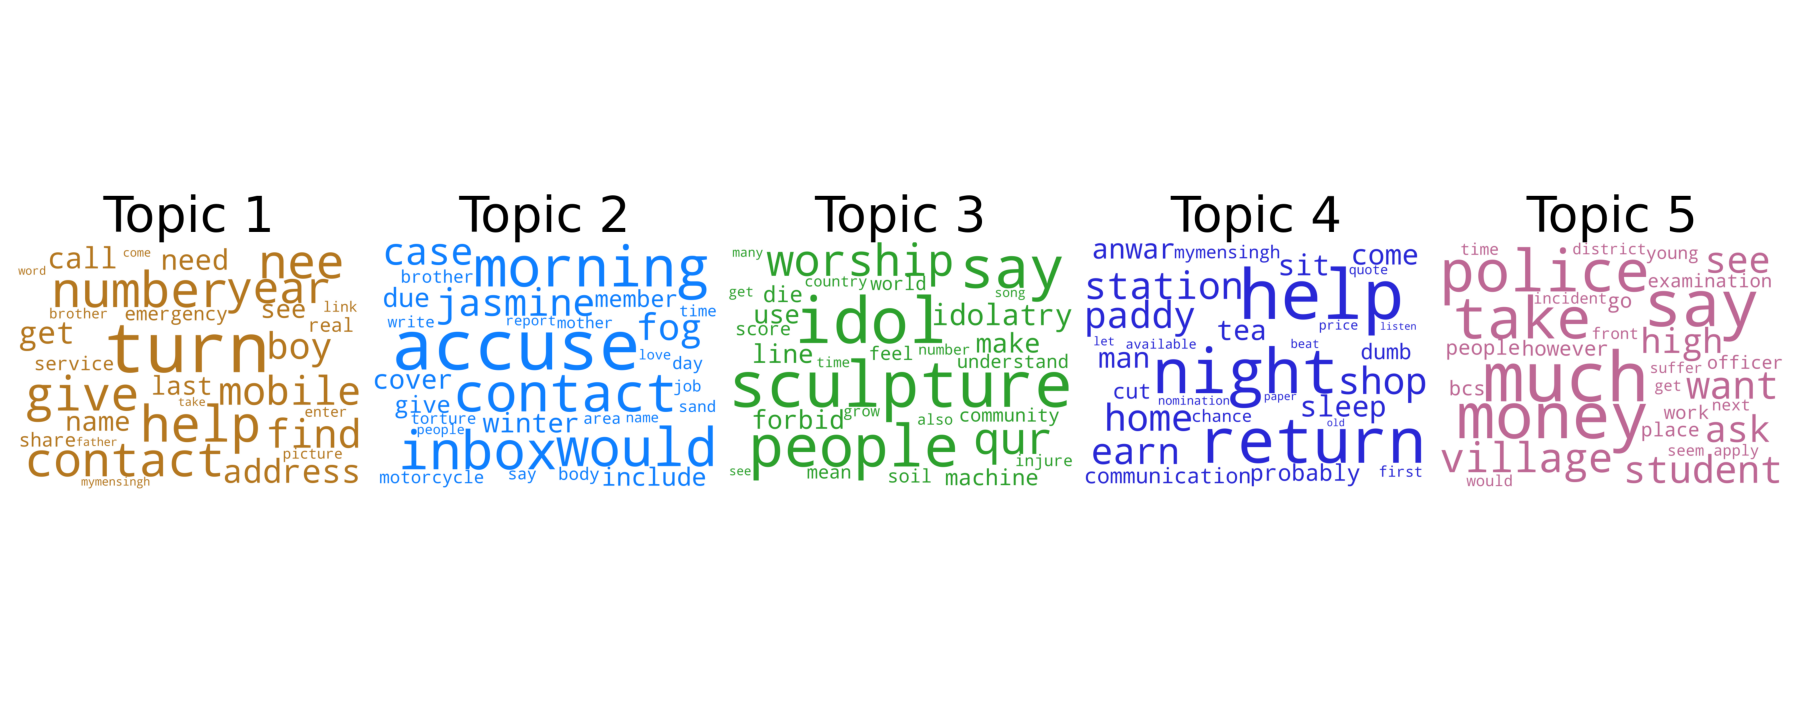 Topic 1
call come need nee
word
number year
brother emergency see link
get real
turn boy
service
give last mobile
take
name help enter
find
share father
contact picture
address
mymensingh
Topic 2
case morning
brother
due jasmine member
time
write report mother fog
accuse love day
cover contact job
give sand
torture winter area name
people
inbox would
motorcycle say body include
Topic 3
many worship say
country world
get die song
use idol idolatry
score
line feel number make
time understand
sculpture
forbid grow also community
people qur
injure
see mean soil machine
Topic 4
anwar mymensingh come
sit quote
station help
paddy tea price listen
let available beat
man dumb
night shop
cut
nomination paper
home chance sleep
old
return
earn
communication probably first
Topic 5
time district young see
police examination
take incident go say
front high
people however
suffer officer
bcs much get want
money work next
place ask
village seem apply
student
would